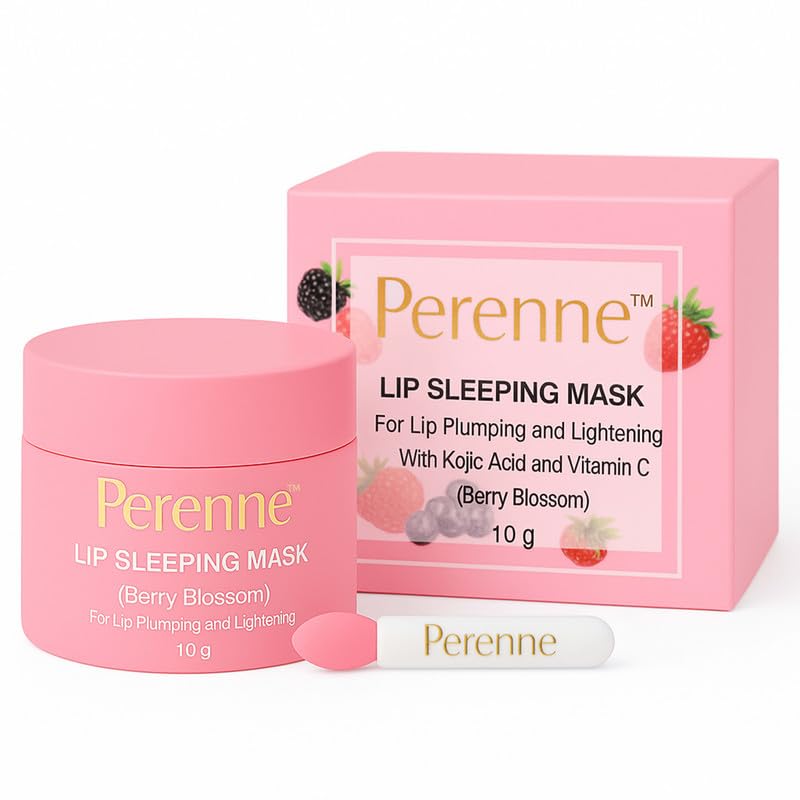 Perenne™
LIP SLEEPING MASK
For Lip Plumping and Lightening
With Kojic Acid and Vitamin C
(Berry Blossom)
10 g
Perenne™
LIP SLEEPING MASK
(Berry Blossom)
For Lip Plumping and Lightening
10 g
Perenne